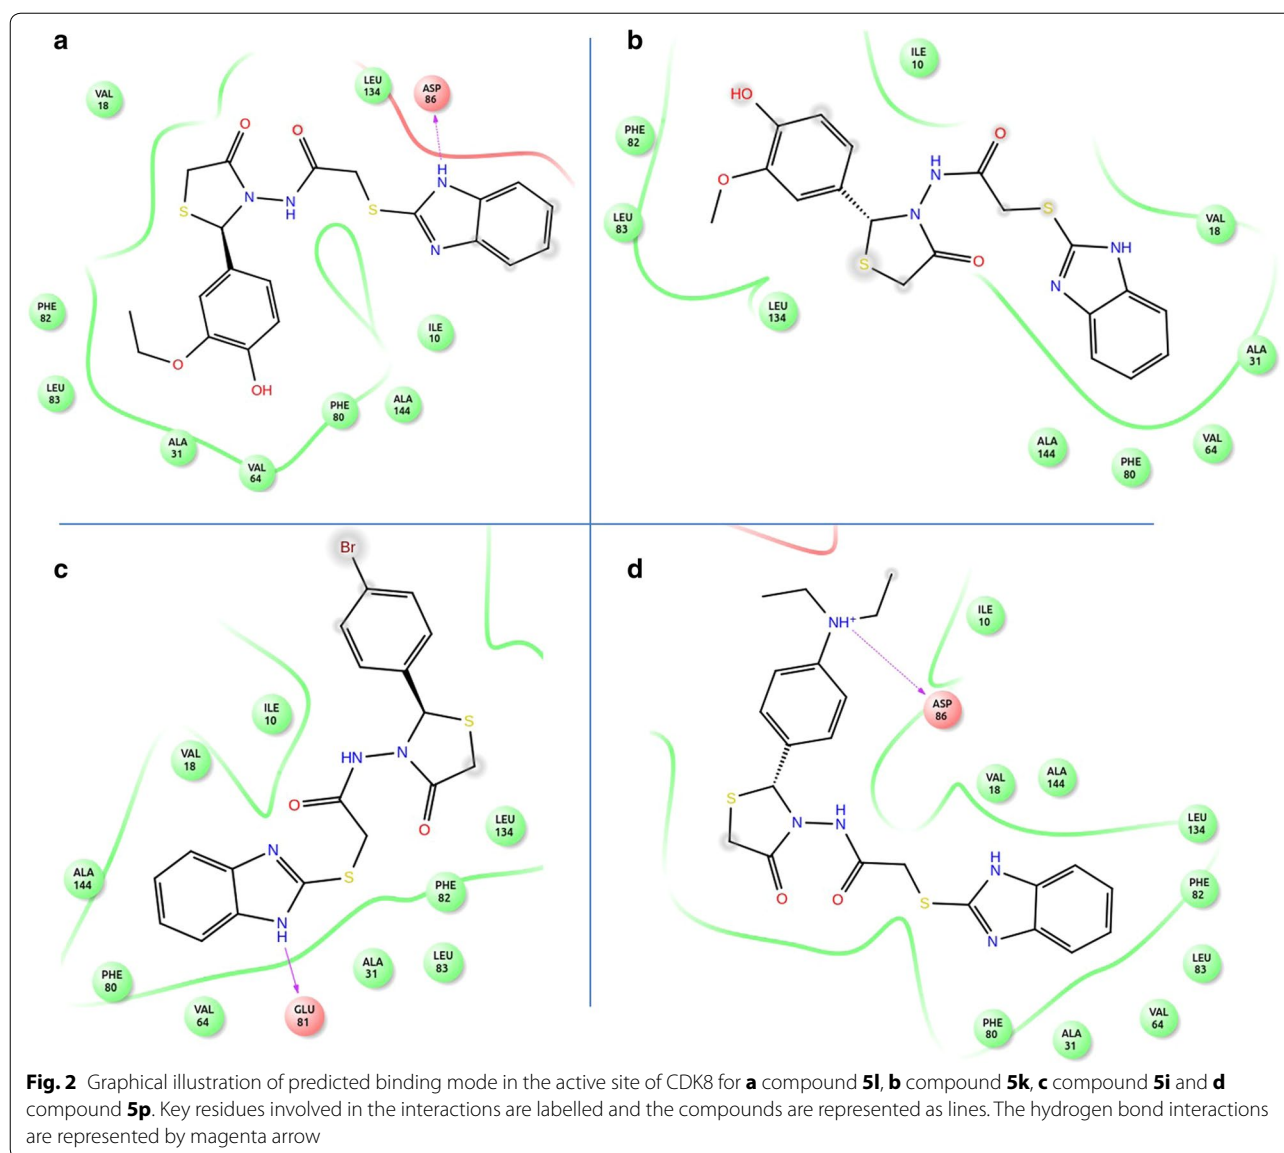 a
VAL
18
LEU
134
ASP
86
O
O
H
N
N
N
H
S
S
N
PHE
82
ILE
10
LEU
83
O
OH
PHE
80
ALA
144
ALA
31
VAL
64
b
ILE
10
HO
PHE
82
O
H
N
O
LEU
83
N
S
VAL
18
NH
S
O
N
LEU
134
ALA
31
ALA
144
VAL
64
PHE
80
c
Br
ILE
10
S
VAL
18
HN
N
O
O
LEU
134
N
S
ALA
144
PHE
82
N
H
ALA
31
LEU
83
PHE
80
VAL
64
GLU
81
d
ILE
10
NH+
ASP
86
VAL
18
ALA
144
S
N
H
N
LEU
134
H
N
O
O
S
N
PHE
82
LEU
83
PHE
80
ALA
31
VAL
64
Fig. 2 Graphical illustration of predicted binding mode in the active site of CDK8 for a compound 5l, b compound 5k, c compound 5i and d
compound 5p. Key residues involved in the interactions are labelled and the compounds are represented as lines. The hydrogen bond interactions
are represented by magenta arrow